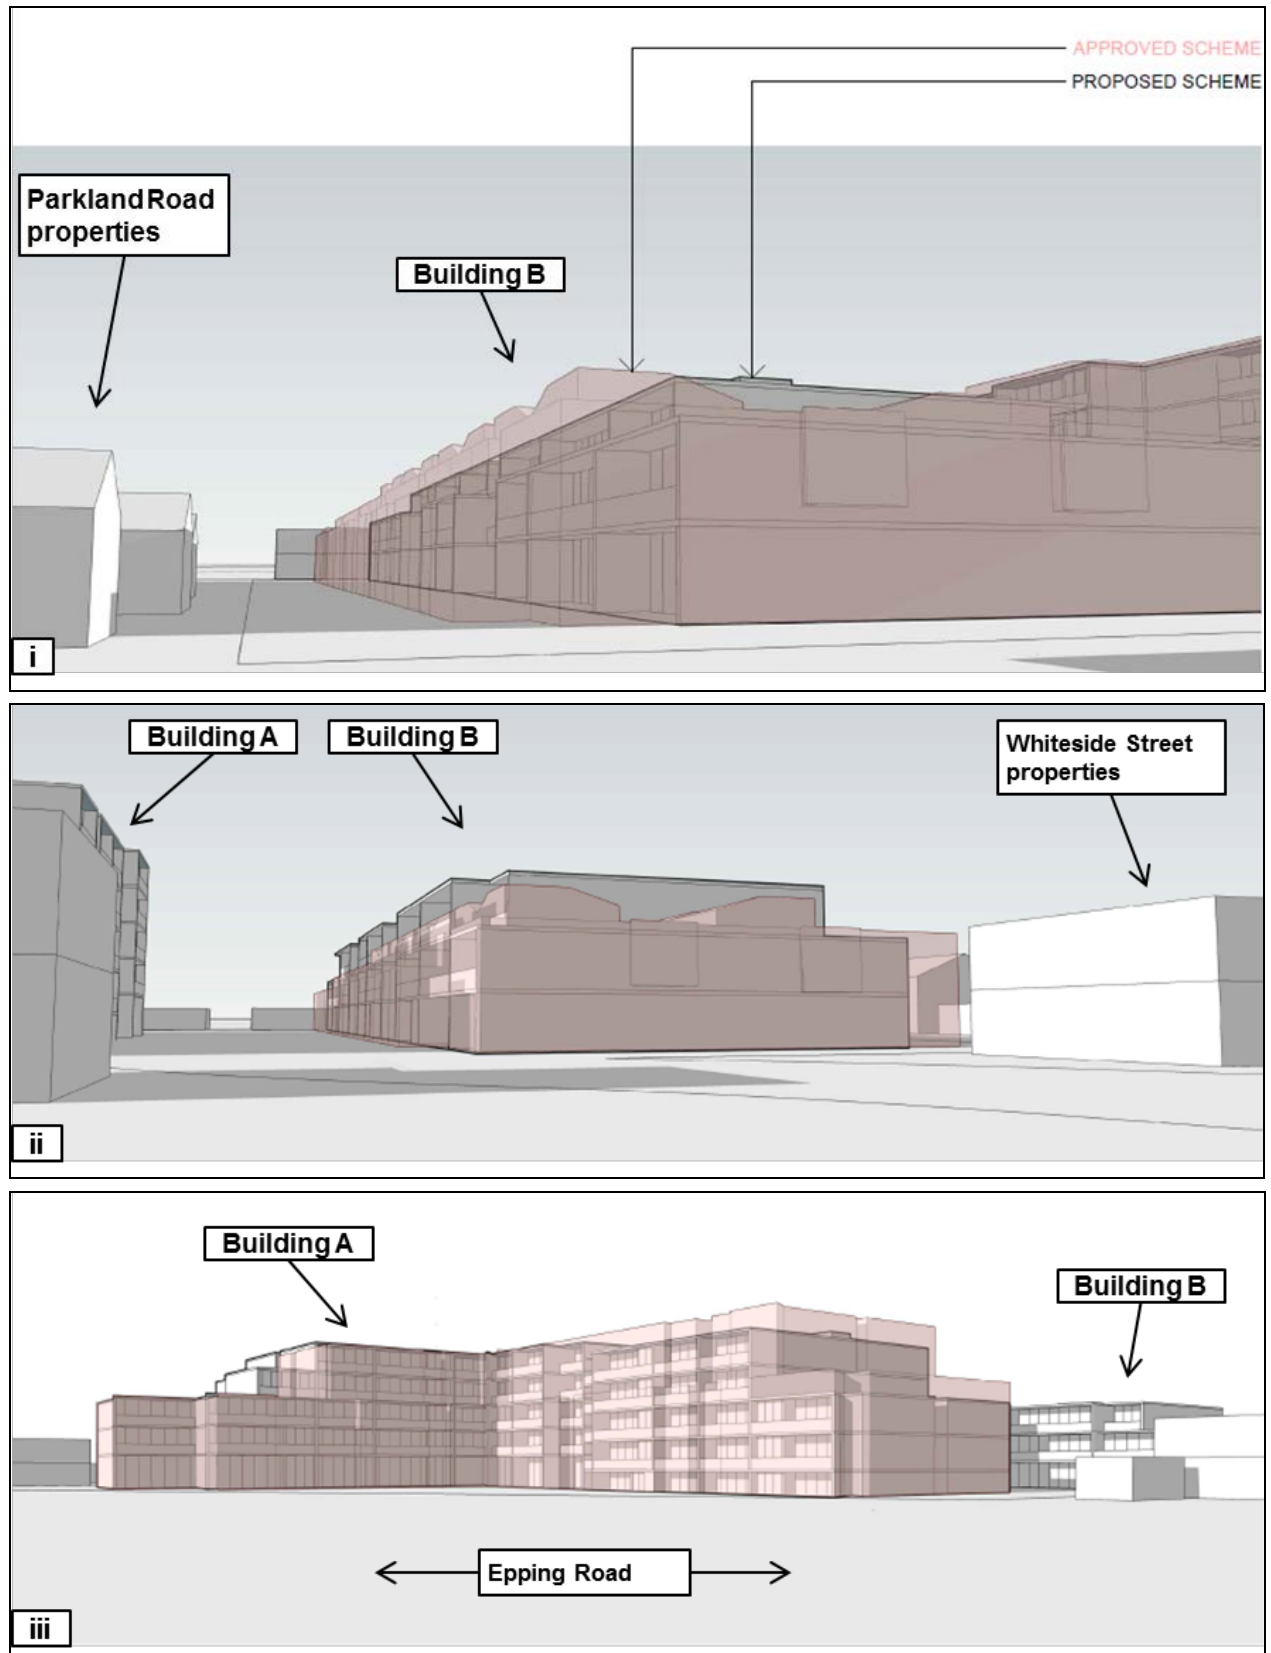 APPROVED SCHEME
PROPOSED SCHEME
Parkland Road
properties
Building B
i
Building A
Building B
Whiteside Street
properties
ii
Building A
Building B
Epping Road
iii